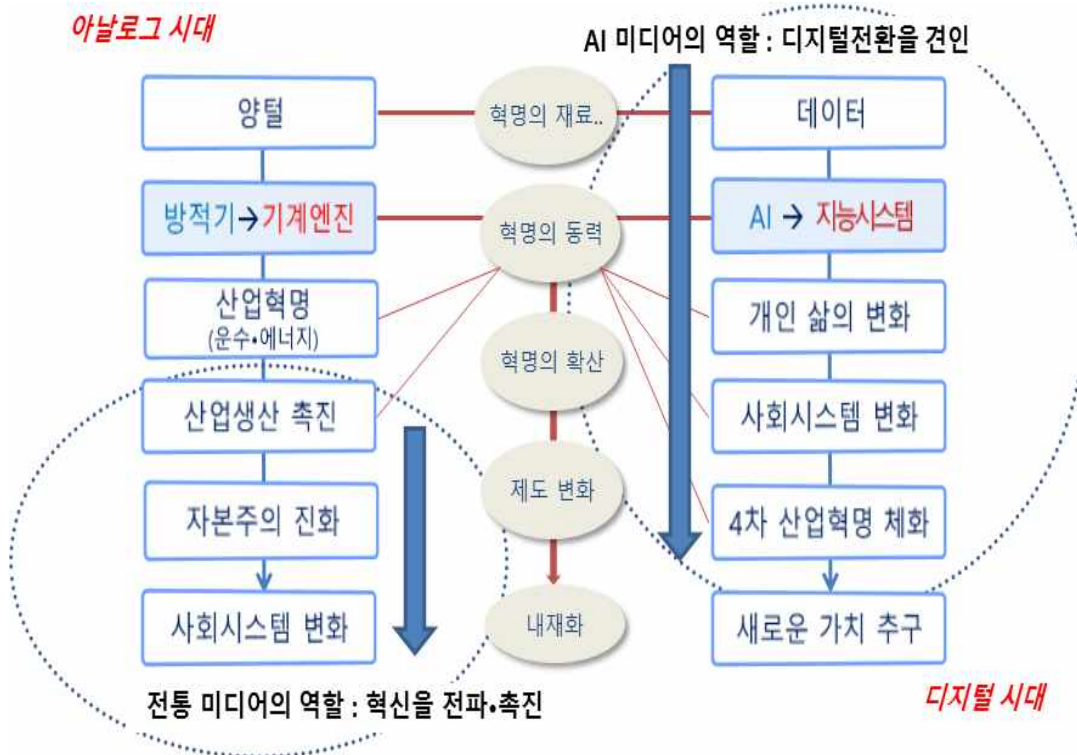 아날로그 시대
AI 미디어의 역할 : 디지털전환을 견인
양털
혁명의 재료..
데이터
방적기→기계엔진
혁명의 동력
AI → 지능시스템
산업혁명
(운수•에너지)
개인 삶의 변화
혁명의 확산
산업생산 촉진
사회시스템 변화
자본주의 진화
제도 변화
4차 산업혁명 체화
사회시스템 변화
내재화
새로운 가치 추구
전통 미디어의 역할 : 혁신을 전파•촉진
디지털 시대